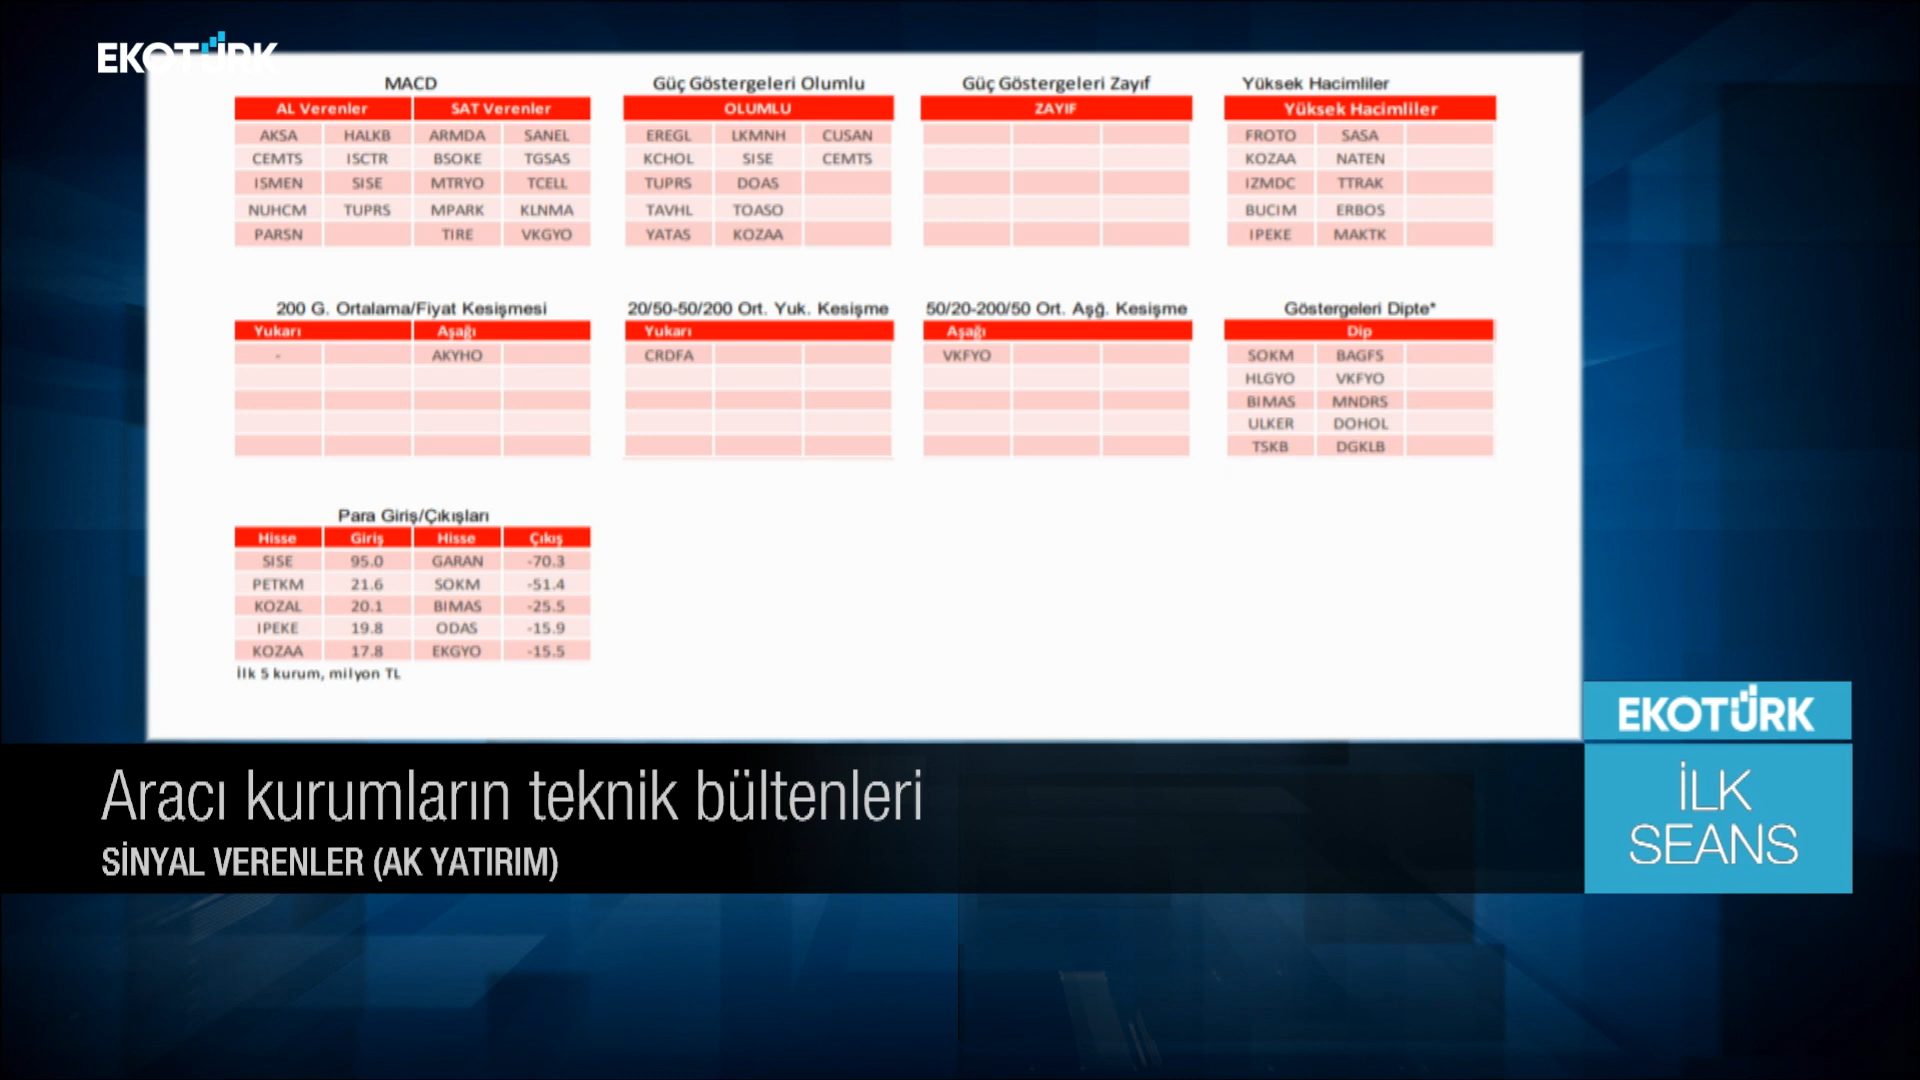 EKOTÜRK
MACD
AL Verenler SAT Verenler
AKSA HALKB ARMDA SANEL
CEMTS ISCTR BSOKE TGSAS
ISMEN SISE MTRYO TCELL
NUHCM TUPRS MPARK KLNMA
PARSN TIRE VKGYO
Güç Göstergeleri Olumlu
OLUMLU
EREGL LKMNH CUSAN
KCHOL SISE CEMTS
TUPRS DOAS
TAVHL TOASO
YATAS KOZAA
Güç Göstergeleri Zayıf
ZAYIF
Yüksek Hacimliler
Yüksek Hacimliler
FROTO SASA
KOZAA NATEN
IZMDC TTRAK
BUCIM ERBOS
IPEKE MAKTK
200 G. Ortalama/Fiyat Kesişmesi
Yukarı Aşağı
- AKYHO
20/50-50/200 Ort. Yuk. Kesişme
Yukarı
CRDFA
50/20-200/50 Ort. Aşğ. Kesişme
Aşağı
VKFYO
Göstergeleri Dipte*
Dip
SOKM BAGFS
HLGYO VKFYO
BIMAS MNDRS
ULKER DOHOL
TSKB DGKLB
Para Giriş/Çıkışları
Hisse Giriş Hisse Çıkış
SISE 95.0 GARAN -70.3
PETKM 21.6 SOKM -51.4
KOZAL 20.1 BIMAS -25.5
IPEKE 19.8 ODAS -15.9
KOZAA 17.8 EKGYO -15.5
İlk 5 kurum, milyon TL
EKOTÜRK
İLK
SEANS
Aracı kurumların teknik bültenleri
SİNYAL VERENLER (AK YATIRIM)